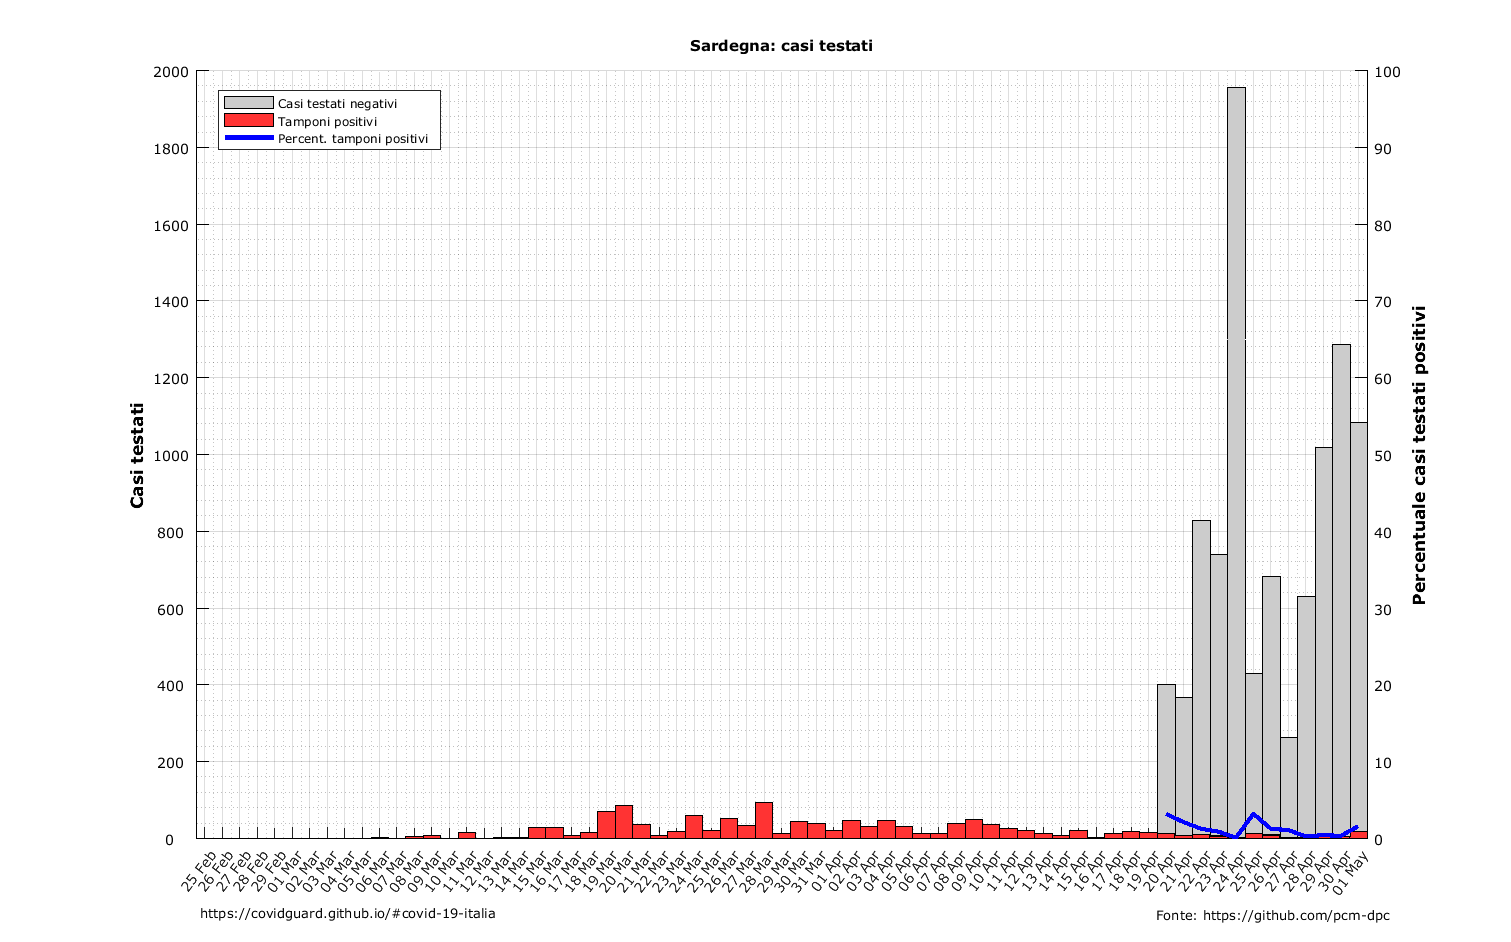 Sardegna: casi testati
Casi testati negativi
Tamponi positivi
Percent. tamponi positivi
2000
1800
1600
1400
1200
1000
800
600
400
200
0
100
90
80
70
60
50
40
30
20
10
0
Casi testati
Percentuale casi testati positivi
25 Feb
26 Feb
27 Feb
28 Feb
29 Feb
01 Mar
02 Mar
03 Mar
04 Mar
05 Mar
06 Mar
07 Mar
08 Mar
09 Mar
10 Mar
11 Mar
12 Mar
13 Mar
14 Mar
15 Mar
16 Mar
17 Mar
18 Mar
19 Mar
20 Mar
21 Mar
22 Mar
23 Mar
24 Mar
25 Mar
26 Mar
27 Mar
28 Mar
29 Mar
30 Mar
31 Mar
01 Apr
02 Apr
03 Apr
04 Apr
05 Apr
06 Apr
07 Apr
08 Apr
09 Apr
10 Apr
11 Apr
12 Apr
13 Apr
14 Apr
15 Apr
16 Apr
17 Apr
18 Apr
19 Apr
20 Apr
21 Apr
22 Apr
23 Apr
24 Apr
25 Apr
26 Apr
27 Apr
28 Apr
29 Apr
30 Apr
01 May
https://covidguard.github.io/#covid-19-italia
Fonte: https://github.com/pcm-dpc